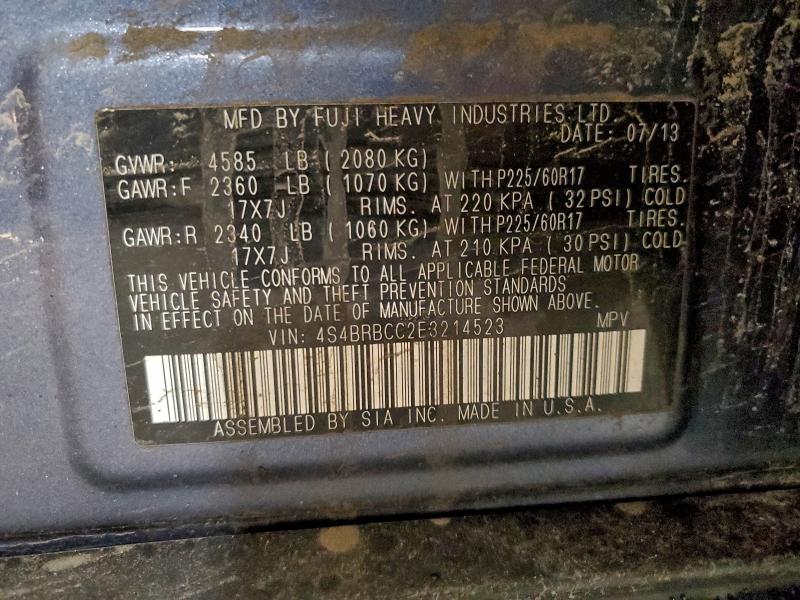 MFD BY FUJI HEAVY INDUSTRIES LTD
DATE: 07/13
GVWR: 4585 LB ( 2080 KG)
GAWR:F 2360 LB ( 1070 KG) WITH P225/60R17 TIRES.
17X7J RIMS. AT 220 KPA ( 32 PSI) COLD
GAWR:R 2340 LB ( 1060 KG) WITH P225/60R17 TIRES.
17X7J RIMS. AT 210 KPA ( 30 PSI) COLD
THIS VEHICLE CONFORMS TO ALL APPLICABLE FEDERAL MOTOR
VEHICLE SAFETY AND THEFT PREVENTION STANDARDS
IN EFFECT ON THE DATE OF MANUFACTURE SHOWN ABOVE.
VIN: 4S4BRBCC2E3214523 MPV
ASSEMBLED BY SIA INC. MADE IN U.S.A.